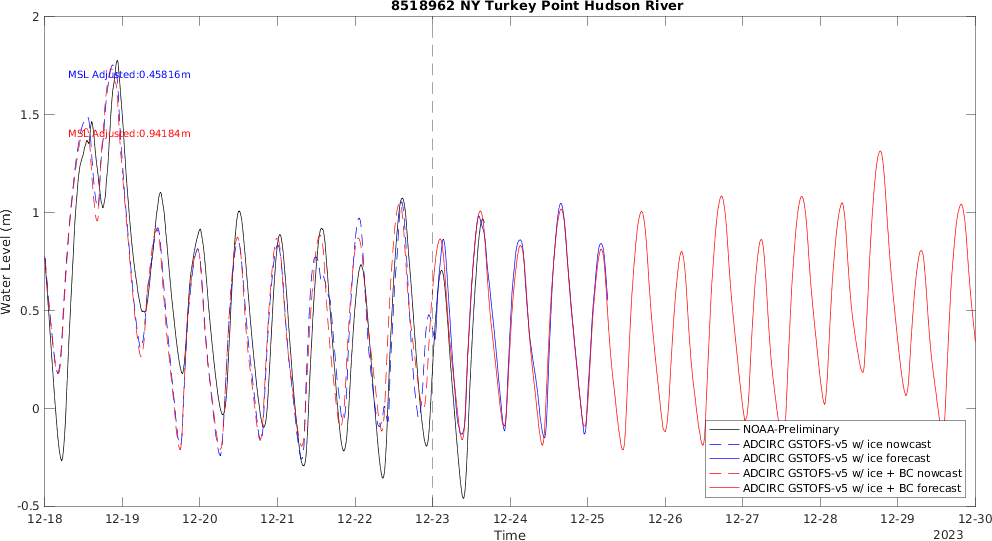 8518962 NY Turkey Point Hudson River
Water Level (m)
2
1.5
1
0.5
0
-0.5
MSL Adjusted:0.45816m
MSL Adjusted:0.94184m
NOAA-Preliminary
ADCIRC GSTOFS-v5 w/ ice nowcast
ADCIRC GSTOFS-v5 w/ ice forecast
ADCIRC GSTOFS-v5 w/ ice + BC nowcast
ADCIRC GSTOFS-v5 w/ ice + BC forecast
12-18 12-19 12-20 12-21 12-22 12-23 12-24 12-25 12-26 12-27 12-28 12-29 12-30
Time
2023